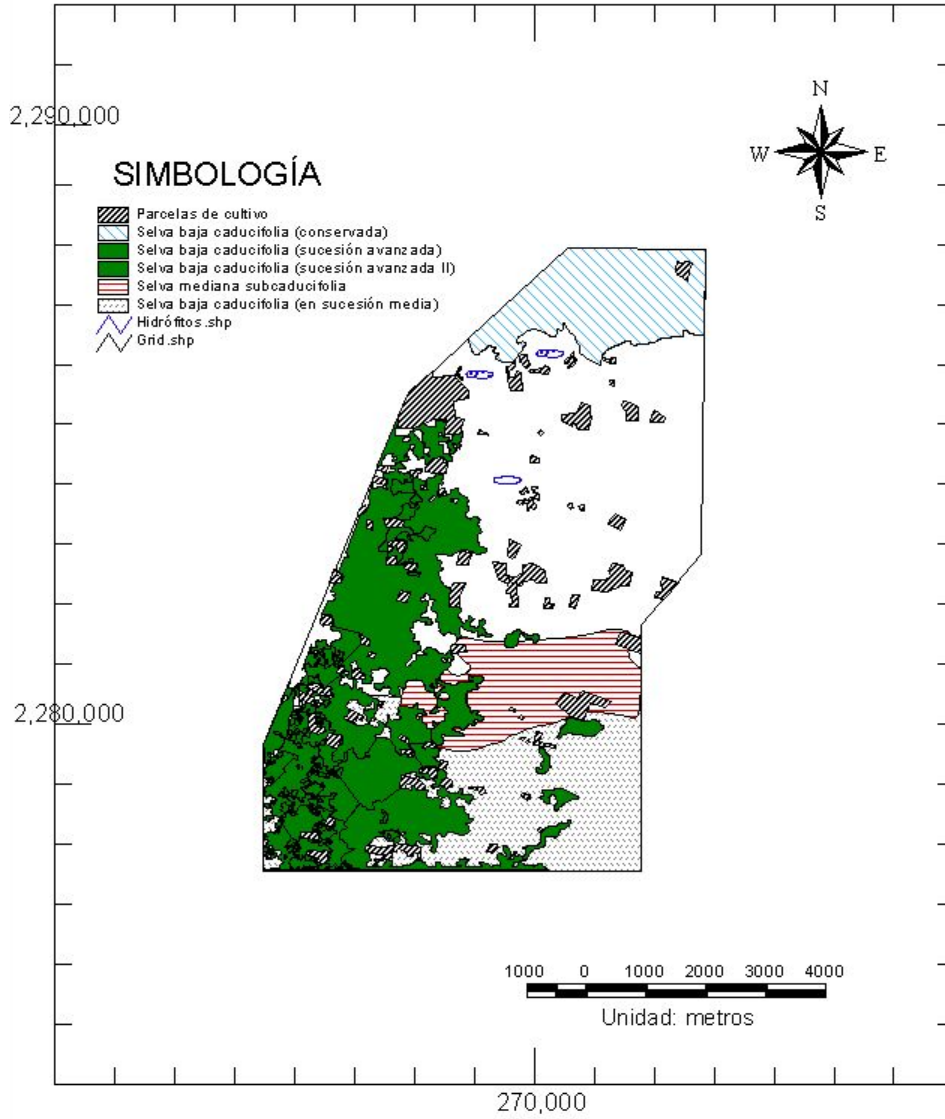 2,290,000
N
W
E
S
SIMBOLOGÍA
Parcelas de cultivo
Selva baja caducifolia (conservada)
Selva baja caducifolia (sucesión avanzada)
Selva baja caducifolia (sucesión avanzada II)
Selva mediana subcaducifolia
Selva baja caducifolia (en sucesión media)
Hidrófitos.shp
Grid.shp
2,280,000
1000 0 1000 2000 3000 4000
Unidad: metros
270,000